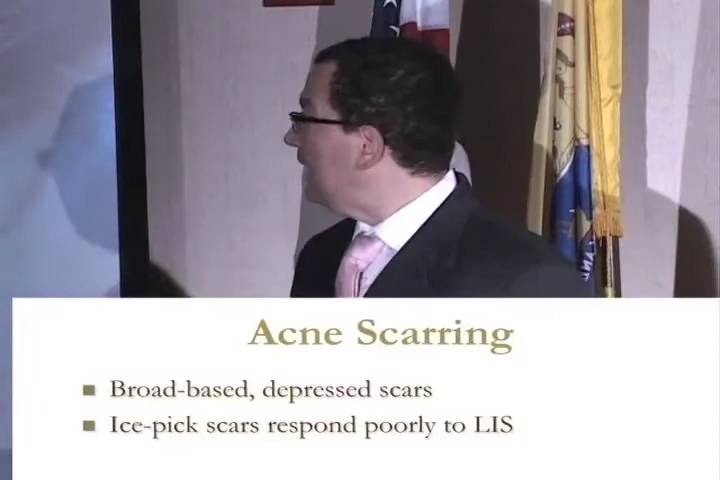 Acne Scarring
Broad-based, depressed scars
Ice-pick scars respond poorly to LIS